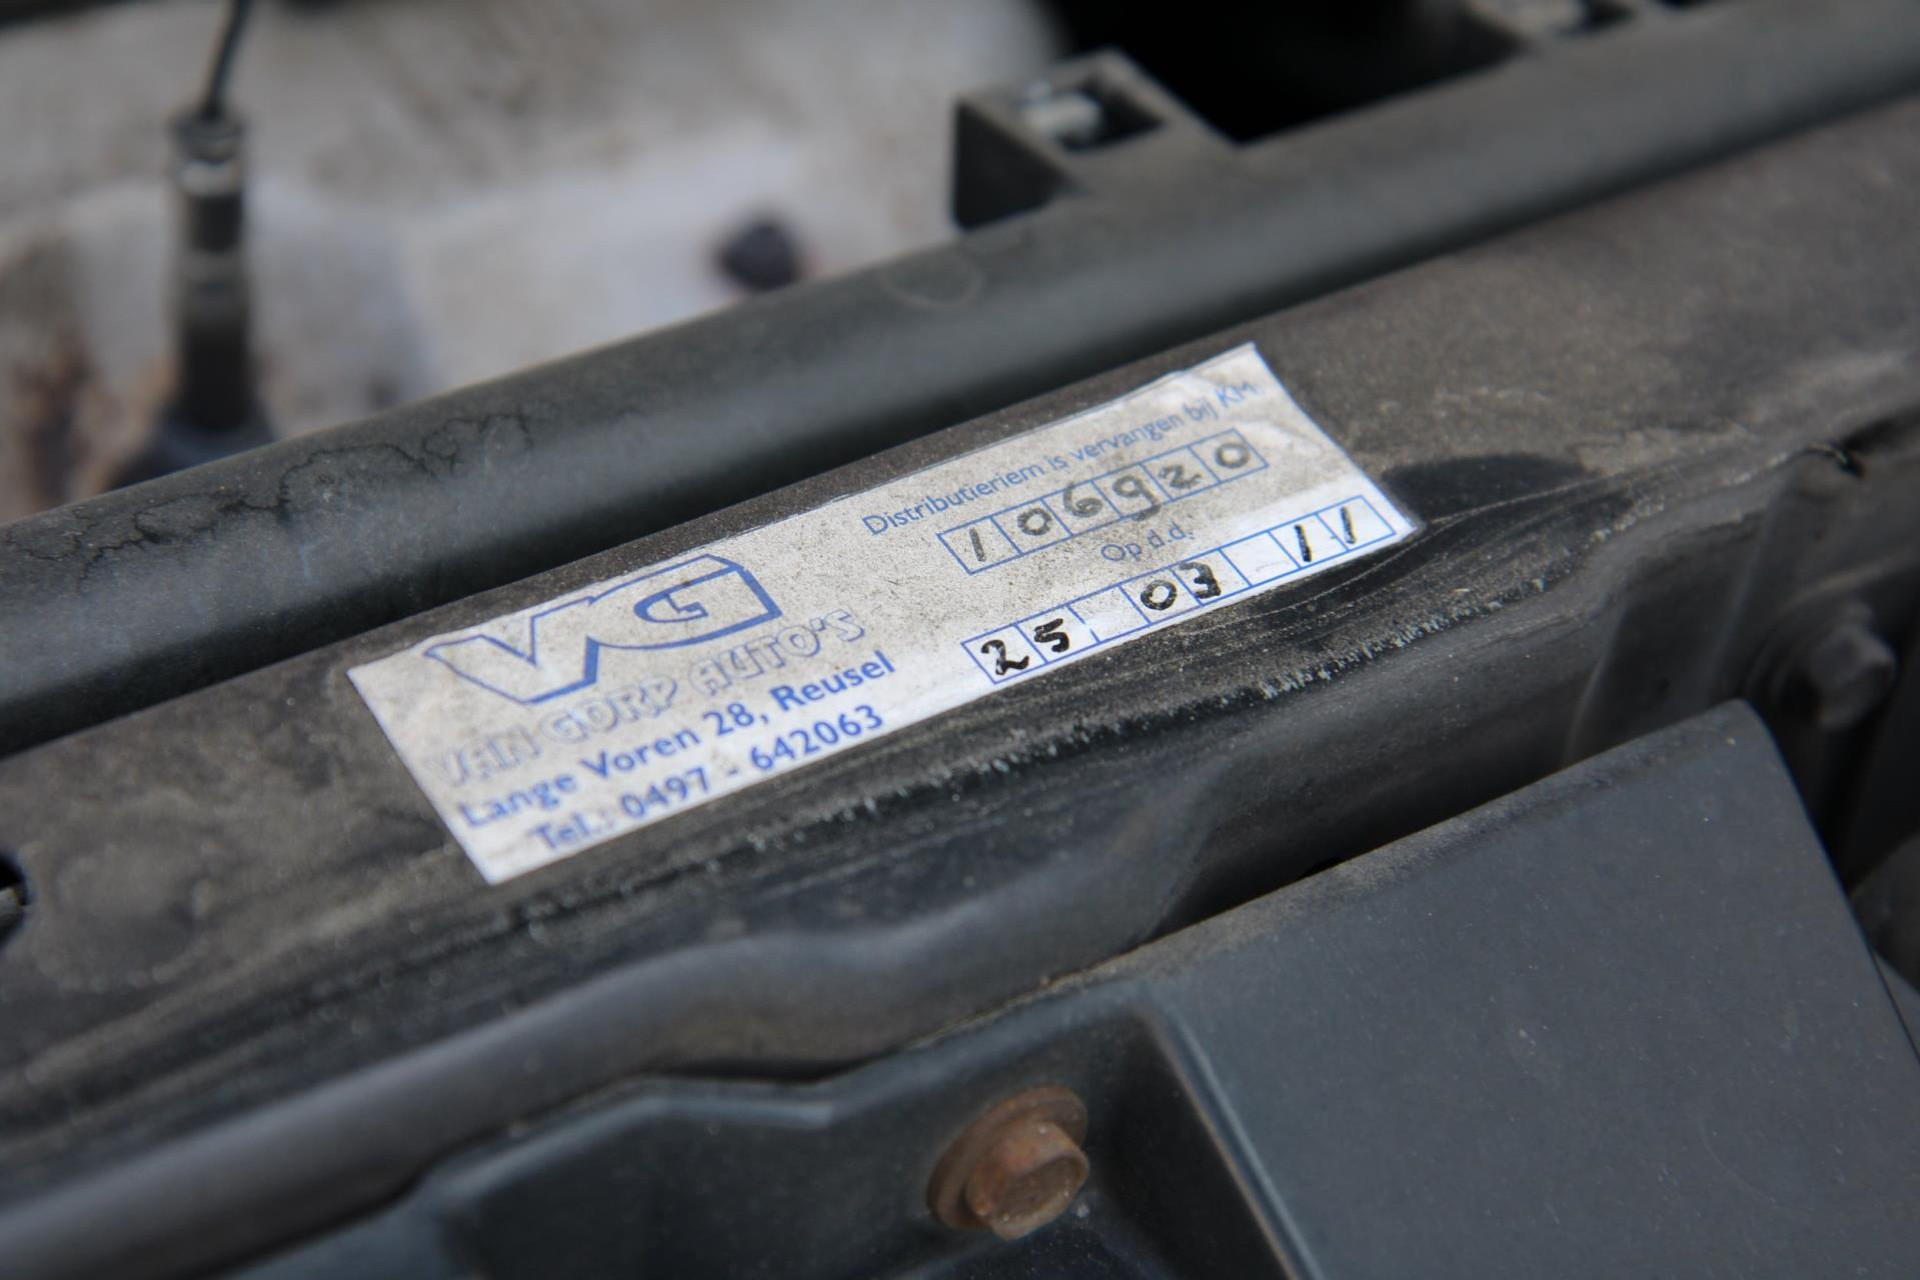 VG
VAN GORP AUTO'S
Lange Voren 28, Reusel
Tel.: 0497 - 642063
Distributieriem is vervangen bij KM.
106920
Op d.d.
25 03 11